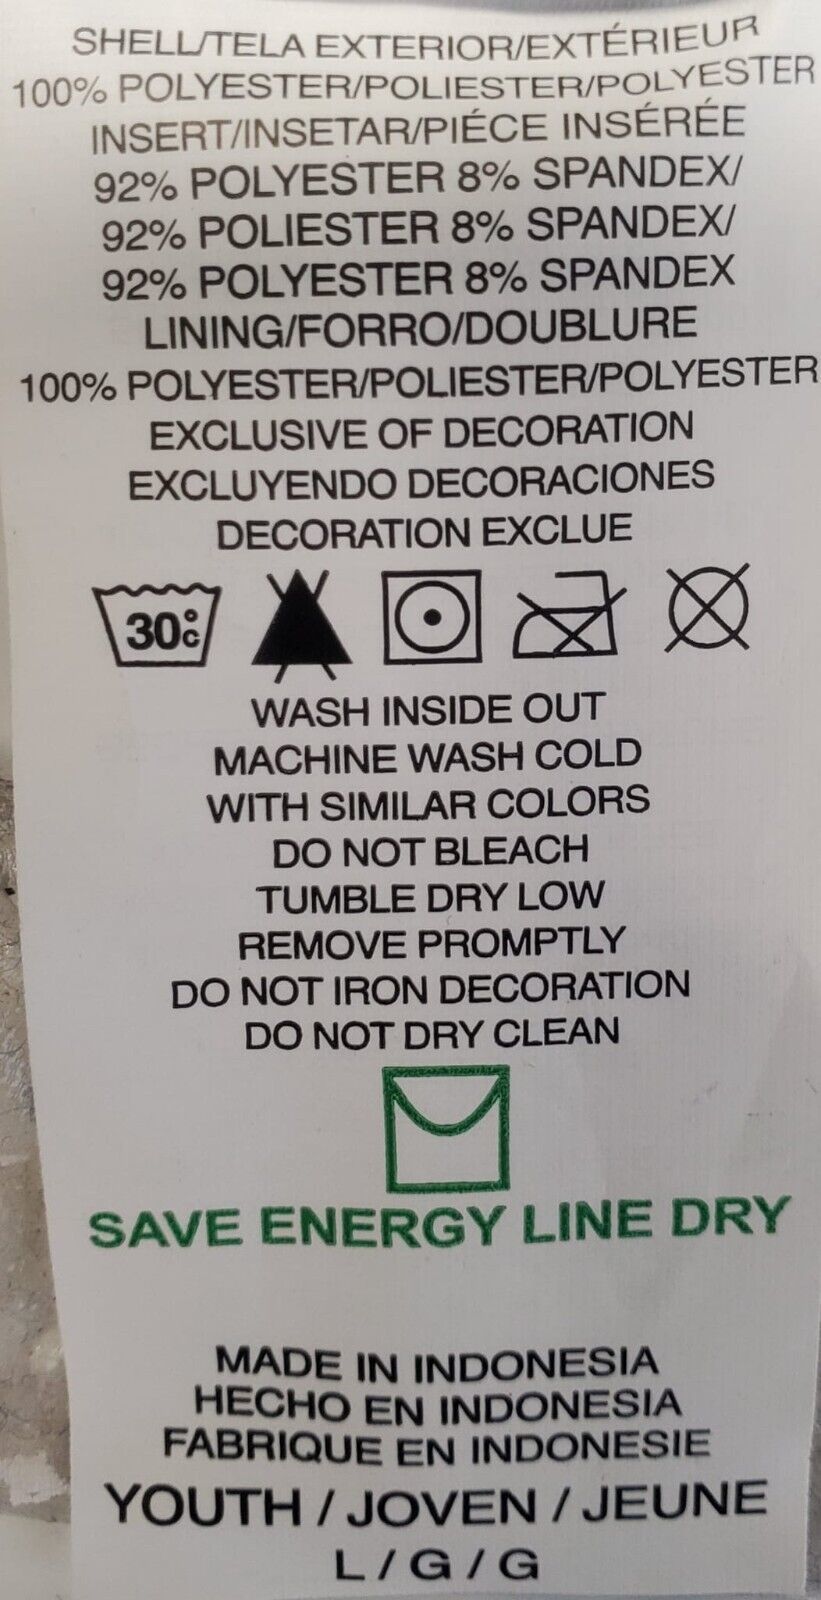 SHELL/TELA EXTERIOR/EXTÉRIEUR
100% POLYESTER/POLIESTER/POLYESTER
INSERT/INSETAR/PIÉCE INSÉRÉE
92% POLYESTER 8% SPANDEX/
92% POLIESTER 8% SPANDEX/
92% POLYESTER 8% SPANDEX
LINING/FORRO/DOUBLURE
100% POLYESTER/POLIESTER/POLYESTER
EXCLUSIVE OF DECORATION
EXCLUYENDO DECORACIONES
DECORATION EXCLUE
30°C
WASH INSIDE OUT
MACHINE WASH COLD
WITH SIMILAR COLORS
DO NOT BLEACH
TUMBLE DRY LOW
REMOVE PROMPTLY
DO NOT IRON DECORATION
DO NOT DRY CLEAN
SAVE ENERGY LINE DRY
MADE IN INDONESIA
HECHO EN INDONESIA
FABRIQUE EN INDONESIE
YOUTH / JOVEN / JEUNE
L / G / G